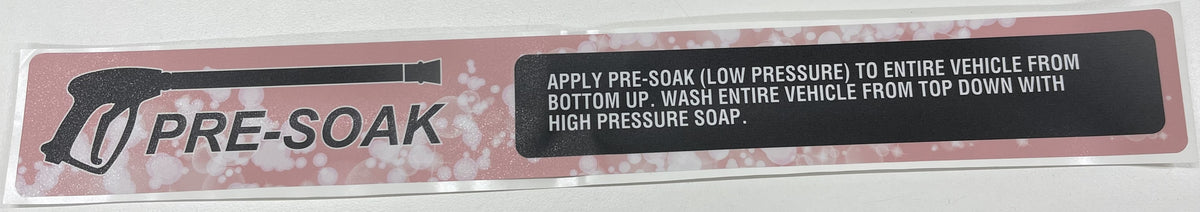 PRE-SOAK
APPLY PRE-SOAK (LOW PRESSURE) TO ENTIRE VEHICLE FROM
BOTTOM UP. WASH ENTIRE VEHICLE FROM TOP DOWN WITH
HIGH PRESSURE SOAP.